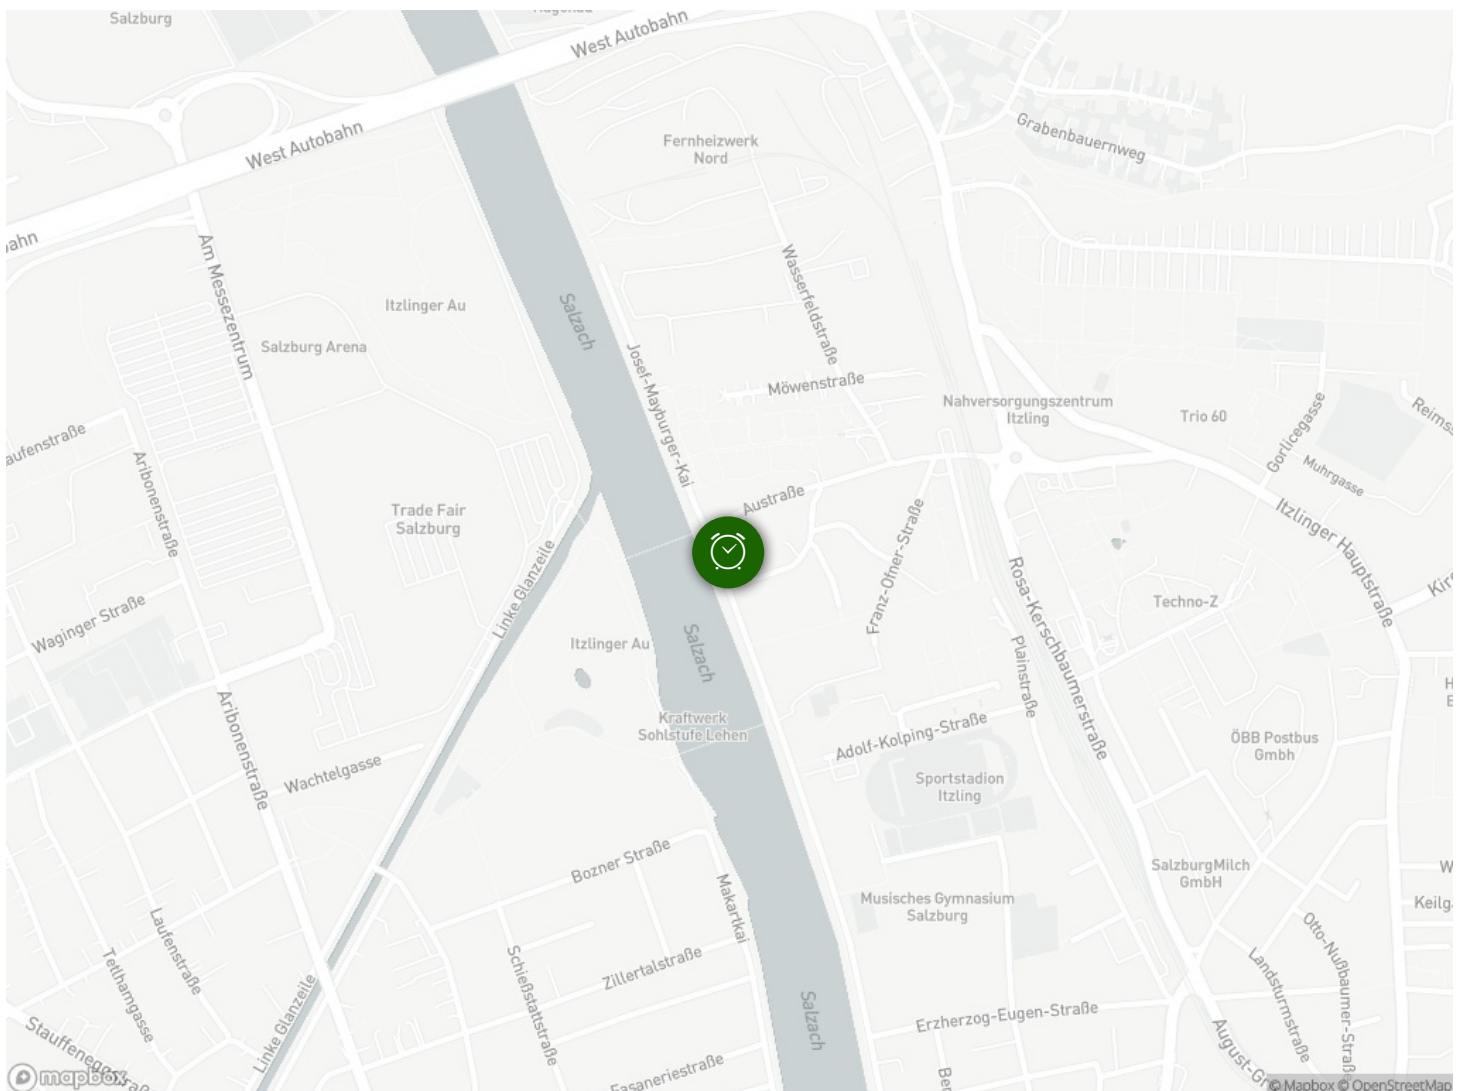 Salzburg
West Autobahn
West Autobahn
Fernheizwerk
Nord
Grabenbauernweg
Am Messezentrum
Itzlinger Au
Salzach
Wasserfeldstraße
Salzburg Arena
Josef-Mayburger-Kai
Möwenstraße
Nahversorgungszentrum
Itzling
Trio 60
Gorlicegasse
Muhrgasse
Aribonenstraße
Trade Fair
Salzburg
Austraße
Itzlinger Hauptstraße
Linke Glanzeile
Franz-Ofner-Straße
Rosa-Kerschbaumerstraße
Techno-Z
Waginger Straße
Itzlinger Au
Salzach
Plainstraße
Aribonenstraße
Kraftwerk
Sohlstufe Lehen
Adolf-Kolping-Straße
ÖBB Postbus
Gmbh
Wachtelgasse
Sportstadion
Itzling
Bozner Straße
SalzburgMilch
GmbH
Makartkai
Musisches Gymnasium
Salzburg
Laufenstraße
Tetlhamgasse
Schießstattstraße
Zillertalstraße
Otto-Nußbaumer-Straße
Landsturmstraße
Linke Glanzeile
Salzach
Erzherzog-Eugen-Straße
mapbox
© Mapbox © OpenStreetMap